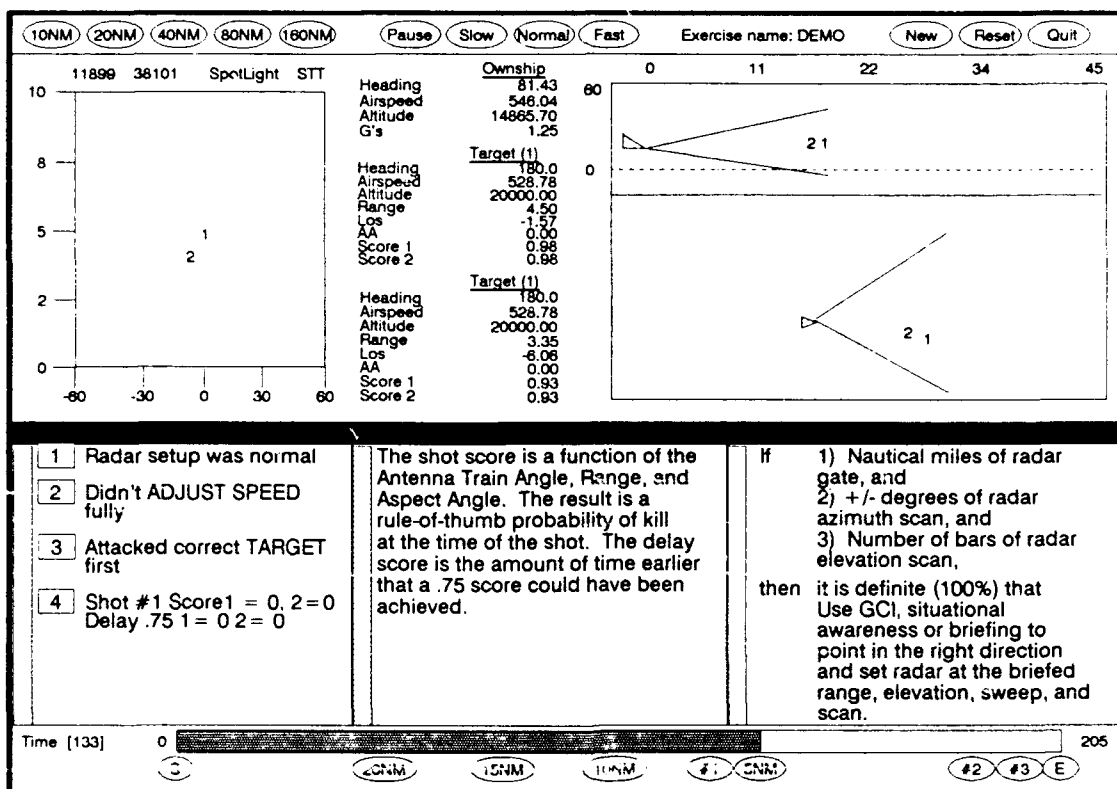 10NM 20NM 40NM 80NM 160NM Pause Slow Normal Fast Exercise name: DEMO New Reset Quit
11899 38101 SpotLight STT
10
8
5
2
0
-60 -30 0 30 60
1
2
Ownship
Heading 81.43
Airspeed 546.04
Altitude 14865.70
G's 1.25
Target (1)
Heading 180.0
Airspeed 528.78
Altitude 20000.00
Range 4.50
Los -1.57
AA 0.00
Score 1 0.98
Score 2 0.98
Target (1)
Heading 180.0
Airspeed 528.78
Altitude 20000.00
Range 3.35
Los -6.06
AA 0.00
Score 1 0.93
Score 2 0.93
0 11 22 34 45
60
0
2 1
2 1
1 Radar setup was normal
2 Didn't ADJUST SPEED
fully
3 Attacked correct TARGET
first
4 Shot #1 Score1 = 0, 2=0
Delay .75 1= 0 2= 0
The shot score is a function of the
Antenna Train Angle, Range, and
Aspect Angle. The result is a
rule-of-thumb probability of kill
at the time of the shot. The delay
score is the amount of time earlier
that a .75 score could have been
achieved.
If 1) Nautical miles of radar
gate, and
2) +/- degrees of radar
azimuth scan, and
3) Number of bars of radar
elevation scan,
then it is definite (100%) that
Use GCI, situational
awareness or briefing to
point in the right direction
and set radar at the briefed
range, elevation, sweep, and
scan.
Time [133] 0 205
S 20NM 15NM 10NM #1 5NM #2 #3 E